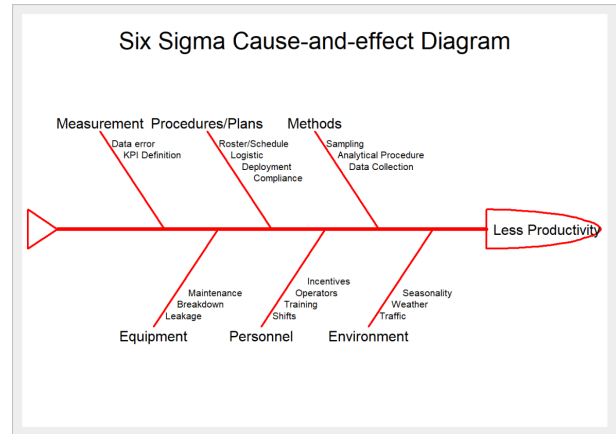 Six Sigma Cause-and-effect Diagram
Measurement
Data error
KPI Definition
Procedures/Plans
Roster/Schedule
Logistic
Deployment
Compliance
Methods
Sampling
Analytical Procedure
Data Collection
Less Productivity
Maintenance
Breakdown
Leakage
Equipment
Incentives
Operators
Training
Shifts
Personnel
Seasonality
Weather
Traffic
Environment